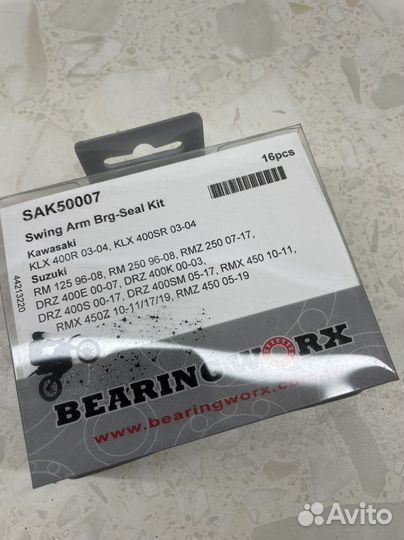 16pcs
SAK50007
Swing Arm Brg-Seal Kit
Kawasaki
KLX 400R 03-04, KLX 400SR 03-04
Suzuki
RM 125 96-08, RM 250 96-08, RMZ 250 07-17,
DRZ 400E 00-07, DRZ 400K 00-03,
DRZ 400S 00-17, DRZ 400SM 05-17, RMX 450 10-11,
RMX 450Z 10-11/17/19, RMZ 450 05-19
44213220
BEARINGWORX
www.bearingworx.co
Avito